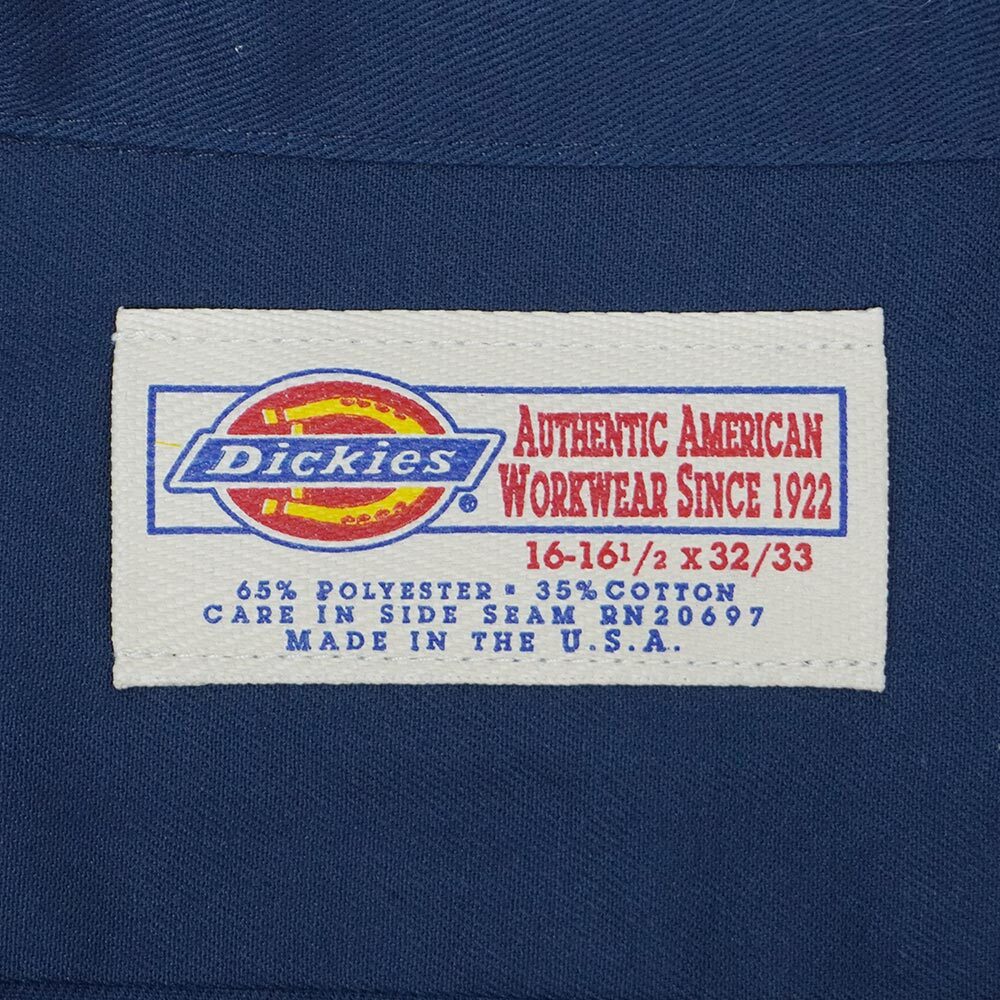 Dickies®
AUTHENTIC AMERICAN
WORKWEAR SINCE 1922
16-16 1/2 x 32/33
65% POLYESTER ▪ 35% COTTON
CARE IN SIDE SEAM RN20697
MADE IN THE U.S.A.